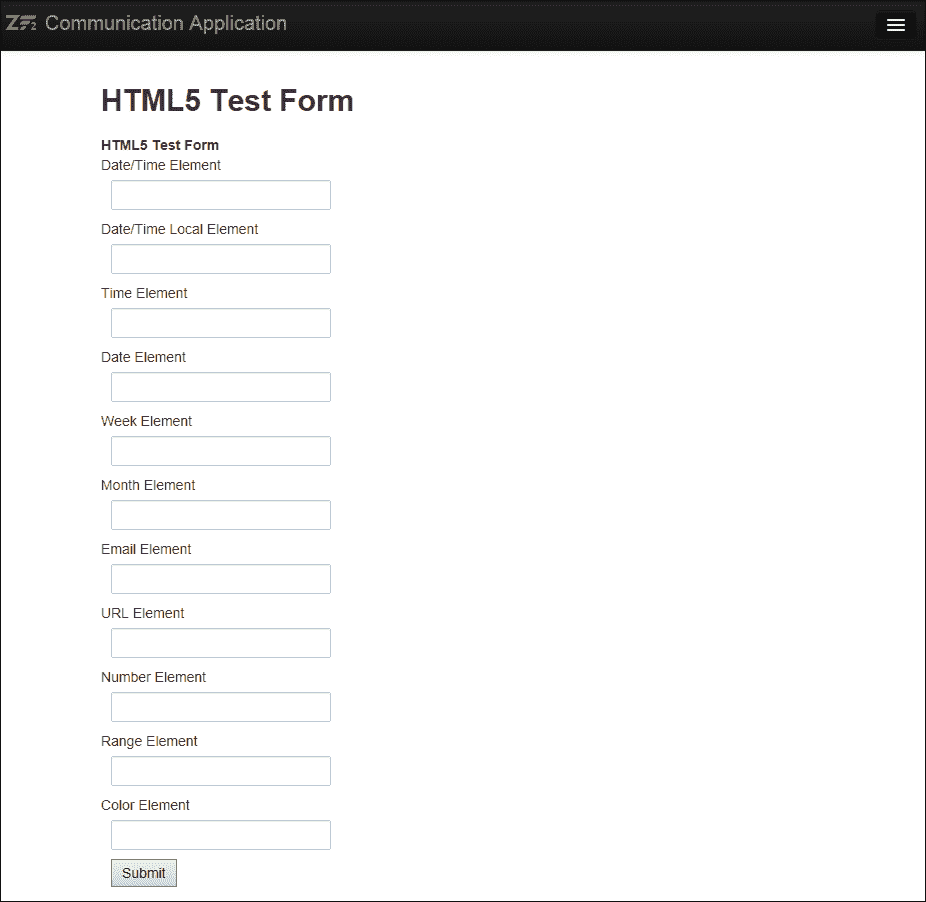 ZF2 Communication Application
HTML5 Test Form
HTML5 Test Form
Date/Time Element
Date/Time Local Element
Time Element
Date Element
Week Element
Month Element
Email Element
URL Element
Number Element
Range Element
Color Element
Submit